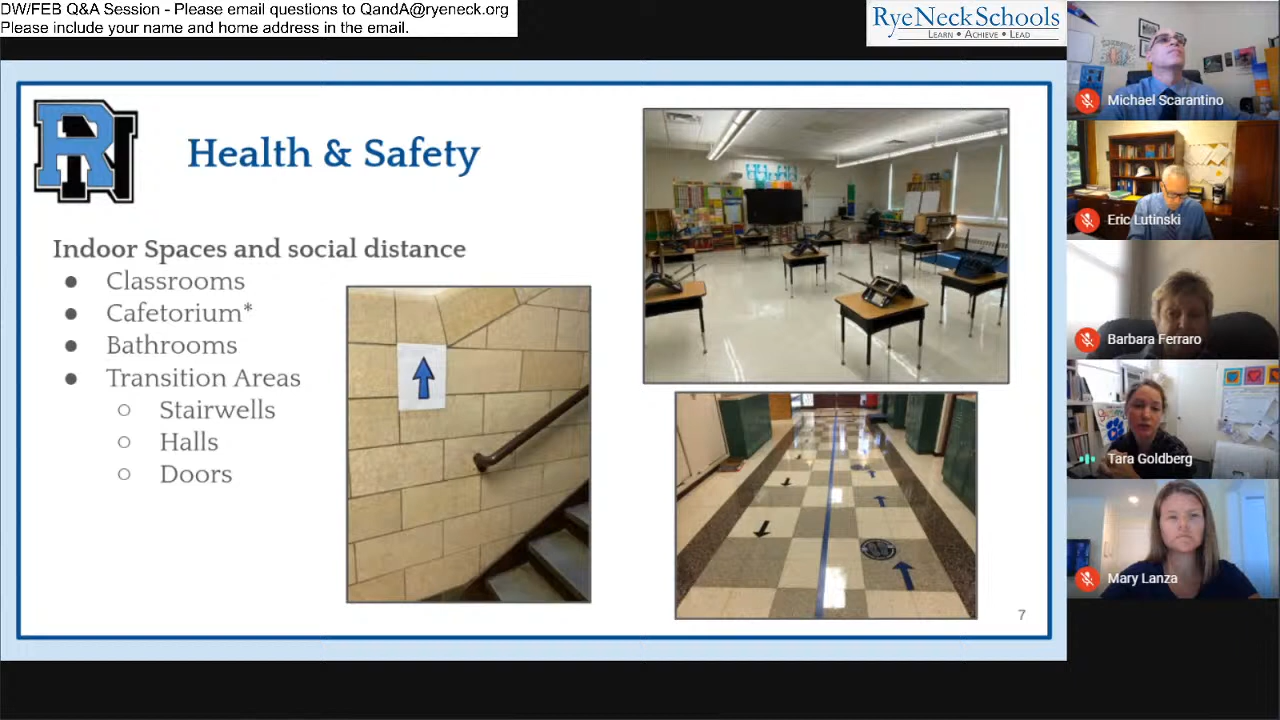 DW/FEB Q&A Session - Please email questions to QandA@ryeneck.org
Please include your name and home address in the email.
RyeNeckSchools
LEARN • ACHIEVE • LEAD
RN
Health & Safety
Indoor Spaces and social distance
● Classrooms
● Cafetorium*
● Bathrooms
● Transition Areas
○ Stairwells
○ Halls
○ Doors
7
Michael Scarantino
Eric Lutinski
Barbara Ferraro
Tara Goldberg
Mary Lanza